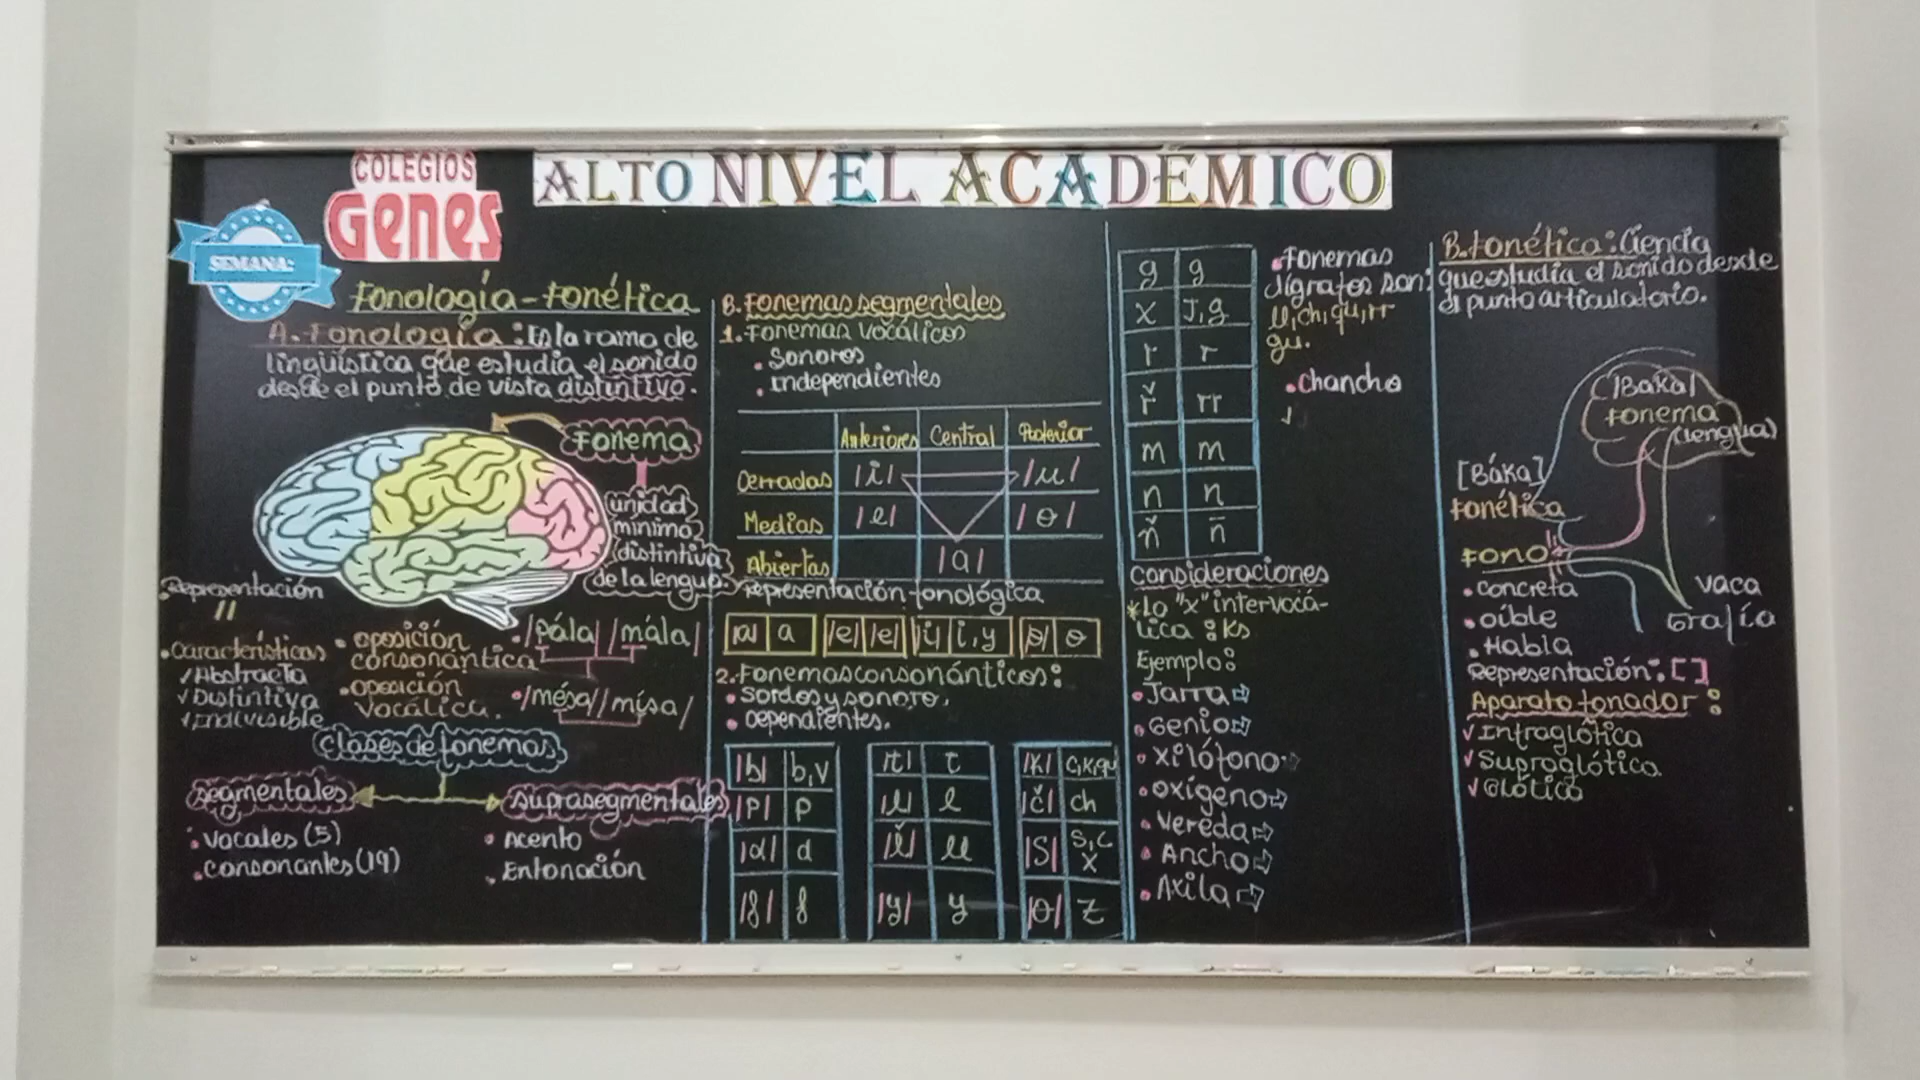 COLEGIOS
Genes
ALTO NIVEL ACADEMICO
SEMANA:
Fonología-Fonética
A. Fonología: Es la rama de
lingüística que estudia el sonido
desde el punto de vista distintivo.
Fonema
(unidad
mínima
(distintiva
de la lengua.
.Representación
//
.Características
√Abstracta
√Distintiva
√Indivisible
• oposición
consonántica
•oposición
vocálica.
•/pála/ /mála/
•/mésa//mísa/
Clases de fonemas
segmentales
• Vocales (5)
.consonantes(19)
suprasegmentales
• Acento
. Entonación
B. Fonemas segmentales
1. Fonemas vocálicos
• Sonoros
• independientes
Anteriores Central Posterior
Cerradas /i/ /u/
Medias /e/ /o/
Abiertas /a/
Representación fonológica
/a/ a /e/ /e/ /i/ i,y /o/ o
2. Fonemas consonánticos:
• Sordos y sonoro.
• Dependientes.
/b/ b,v
/p/ p
/d/ d
/f/ f
/t/ t
/l/ l
/ľ/ ll
/y/ y
/k/ c,k,qu
/č/ ch
/s/ s,c
x
/θ/ z
g g
x J,g
r r
ř rr
m m
n n
ñ ñ
•Fonemas
dígrafos son:
ll,ch,qu,rr
gu.
•chancho
Consideraciones
*La "x" intervocá-
lica : ks
Ejemplo:
• Jarra ⇨
• Genio⇨
• Xilófono⇨
• oxígeno⇨
• Vereda⇨
• Ancho⇨
• Axila ⇨
B. Fonética: Ciencia
que estudia el sonido desde
el punto articulatorio.
/Baka/
Fonema
(lengua)
[Báka]
Fonética
Fono
• concreta
• oíble
. Habla
vaca
Grafía
Representación: [ ]
Aparato fonador:
√Infraglótica
√Supraglótica
√Glótica